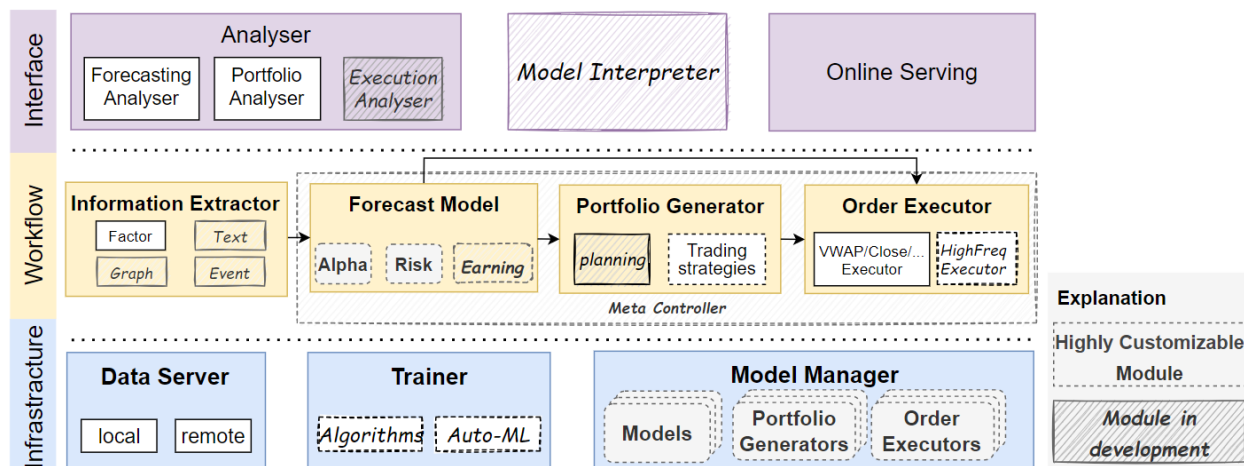 Interface
Analyser
Forecasting
Analyser
Portfolio
Analyser
Execution
Analyser
Model Interpreter
Online Serving
Workflow
Information Extractor
Factor
Text
Graph
Event
Forecast Model
Alpha
Risk
Earning
Portfolio Generator
planning
Trading
strategies
Order Executor
VWAP/Close/...
Executor
HighFreq
Executor
Meta Controller
Infrastracture
Data Server
local
remote
Trainer
Algorithms
Auto-ML
Model Manager
Models
Portfolio
Generators
Order
Executors
Explanation
Highly Customizable
Module
Module in
development